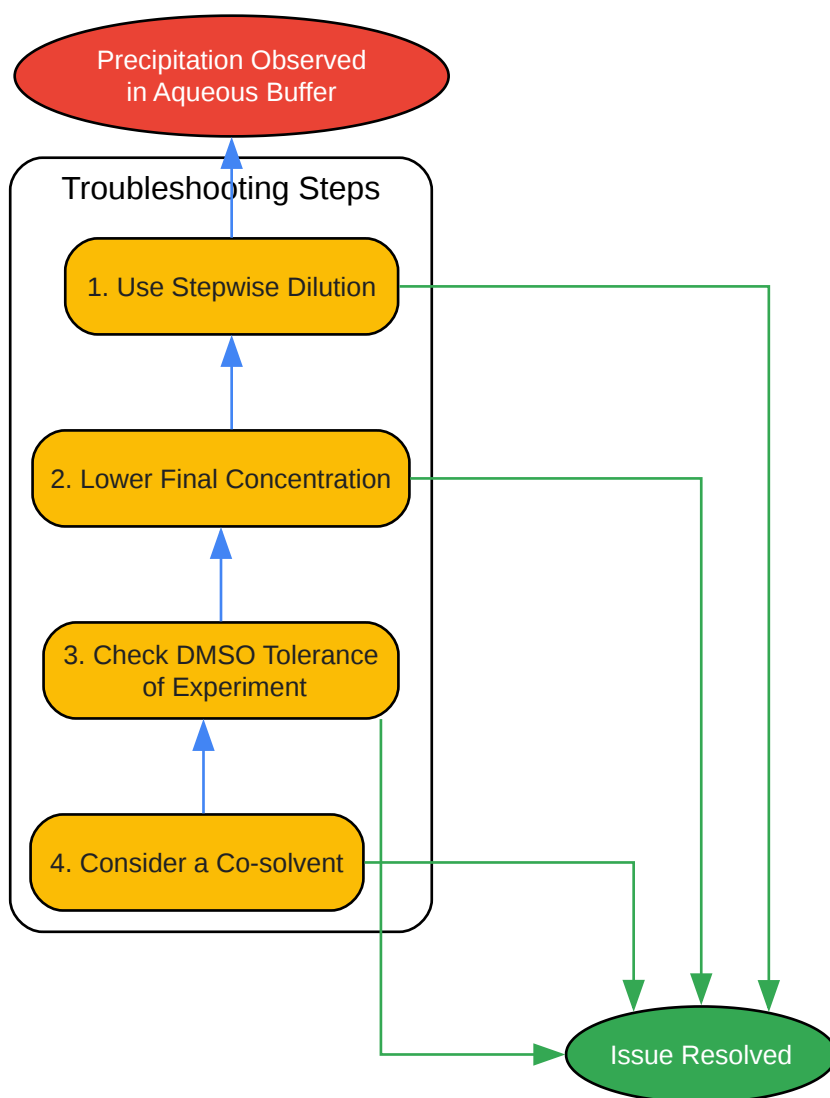 Precipitation Observed
in Aqueous Buffer
Troubleshooting Steps
1. Use Stepwise Dilution
2. Lower Final Concentration
3. Check DMSO Tolerance
of Experiment
4. Consider a Co-solvent
Issue Resolved